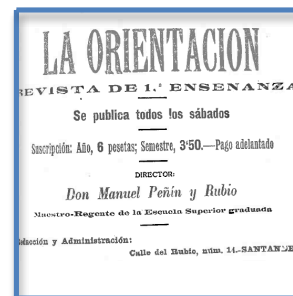 LA ORIENTACION
REVISTA DE 1.ª ENSEÑANZA
Se publica todos los sábados
Suscripción: Año, 6 pesetas; Semestre, 3'50.—Pago adelantado
DIRECTOR:
Don Manuel Peñín y Rubio
Maestro-Regente de la Escuela Superior graduada
Redacción y Administración:
Calle del Rubio, núm. 14.-SANTANDE